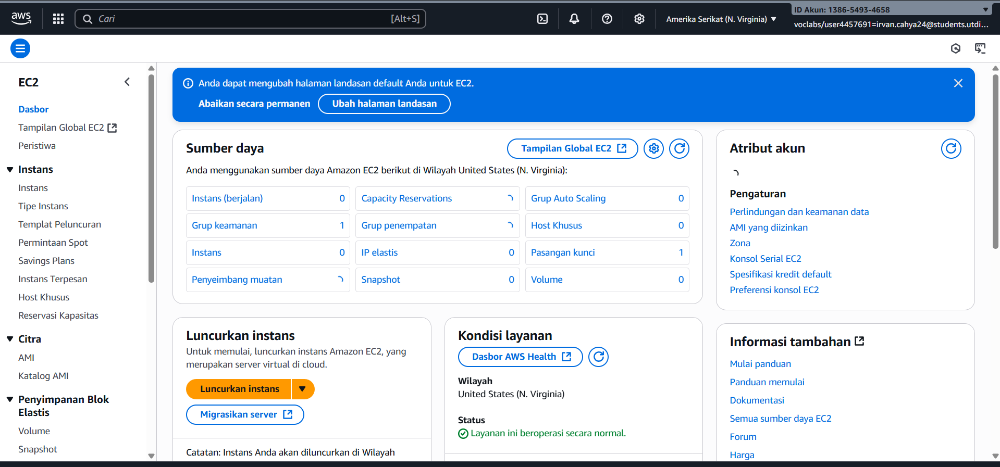 aws
Cari
[Alt+S]
Amerika Serikat (N. Virginia)
ID Akun: 1386-5493-4658
voclabs/user4457691=irvan.cahya24@students.utdi...
EC2
Dasbor
Tampilan Global EC2
Peristiwa
Instans
Instans
Tipe Instans
Templat Peluncuran
Permintaan Spot
Savings Plans
Instans Terpesan
Host Khusus
Reservasi Kapasitas
Citra
AMI
Katalog AMI
Penyimpanan Blok
Elastis
Volume
Snapshot
Anda dapat mengubah halaman landasan default Anda untuk EC2.
Abaikan secara permanen
Ubah halaman landasan
Sumber daya
Tampilan Global EC2
Anda menggunakan sumber daya Amazon EC2 berikut di Wilayah United States (N. Virginia):
Instans (berjalan) 0
Capacity Reservations
Grup Auto Scaling 0
Grup keamanan 1
Grup penempatan
Host Khusus 0
Instans 0
IP elastis 0
Pasangan kunci 1
Penyeimbang muatan
Snapshot 0
Volume 0
Luncurkan instans
Untuk memulai, luncurkan instans Amazon EC2, yang
merupakan server virtual di cloud.
Luncurkan instans
Migrasikan server
Catatan: Instans Anda akan diluncurkan di Wilayah
Kondisi layanan
Dasbor AWS Health
Wilayah
United States (N. Virginia)
Status
Layanan ini beroperasi secara normal.
Atribut akun
Pengaturan
Perlindungan dan keamanan data
AMI yang diizinkan
Zona
Konsol Serial EC2
Spesifikasi kredit default
Preferensi konsol EC2
Informasi tambahan
Mulai panduan
Panduan memulai
Dokumentasi
Semua sumber daya EC2
Forum
Harga